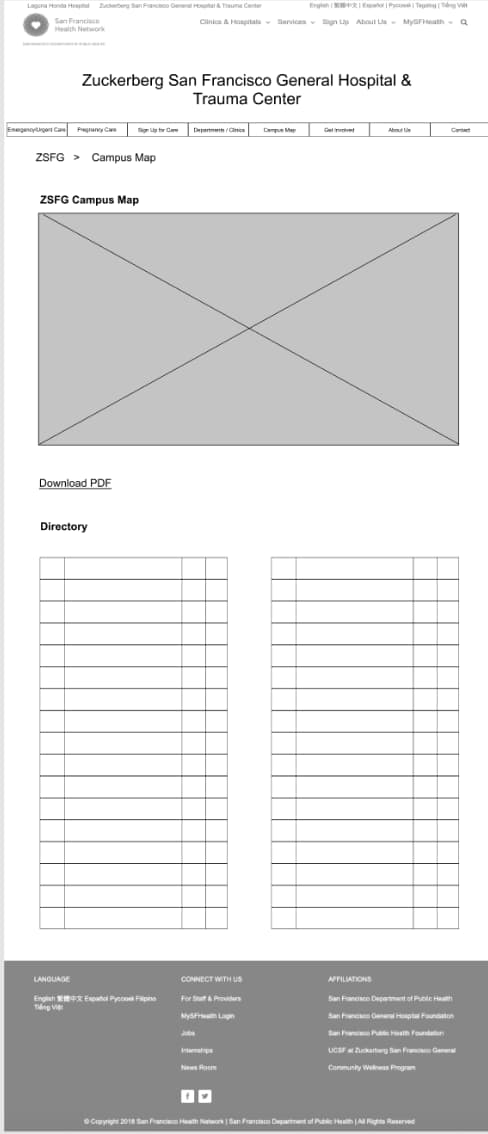 Laguna Honda Hospital Zuckerberg San Francisco General Hospital & Trauma Center English | 繁體中文 | Español | Русский | Tagalog | Tiếng Việt
San Francisco
Health Network
Clinics & Hospitals Services Sign Up About Us MySFHealth
SAN FRANCISCO DEPARTMENT OF PUBLIC HEALTH
Zuckerberg San Francisco General Hospital &
Trauma Center
Emergency/Urgent Care Pregnancy Care Sign Up for Care Departments / Clinics Campus Map Get Involved About Us Contact
ZSFG > Campus Map
ZSFG Campus Map
Download PDF
Directory
LANGUAGE CONNECT WITH US AFFILIATIONS
English 繁體中文 Español Русский Filipino For Staff & Providers San Francisco Department of Public Health
Tiếng Việt
MySFHealth Login San Francisco General Hospital Foundation
Jobs San Francisco Public Health Foundation
Internships UCSF at Zuckerberg San Francisco General
News Room Community Wellness Program
© Copyright 2018 San Francisco Health Network | San Francisco Department of Public Health | All Rights Reserved